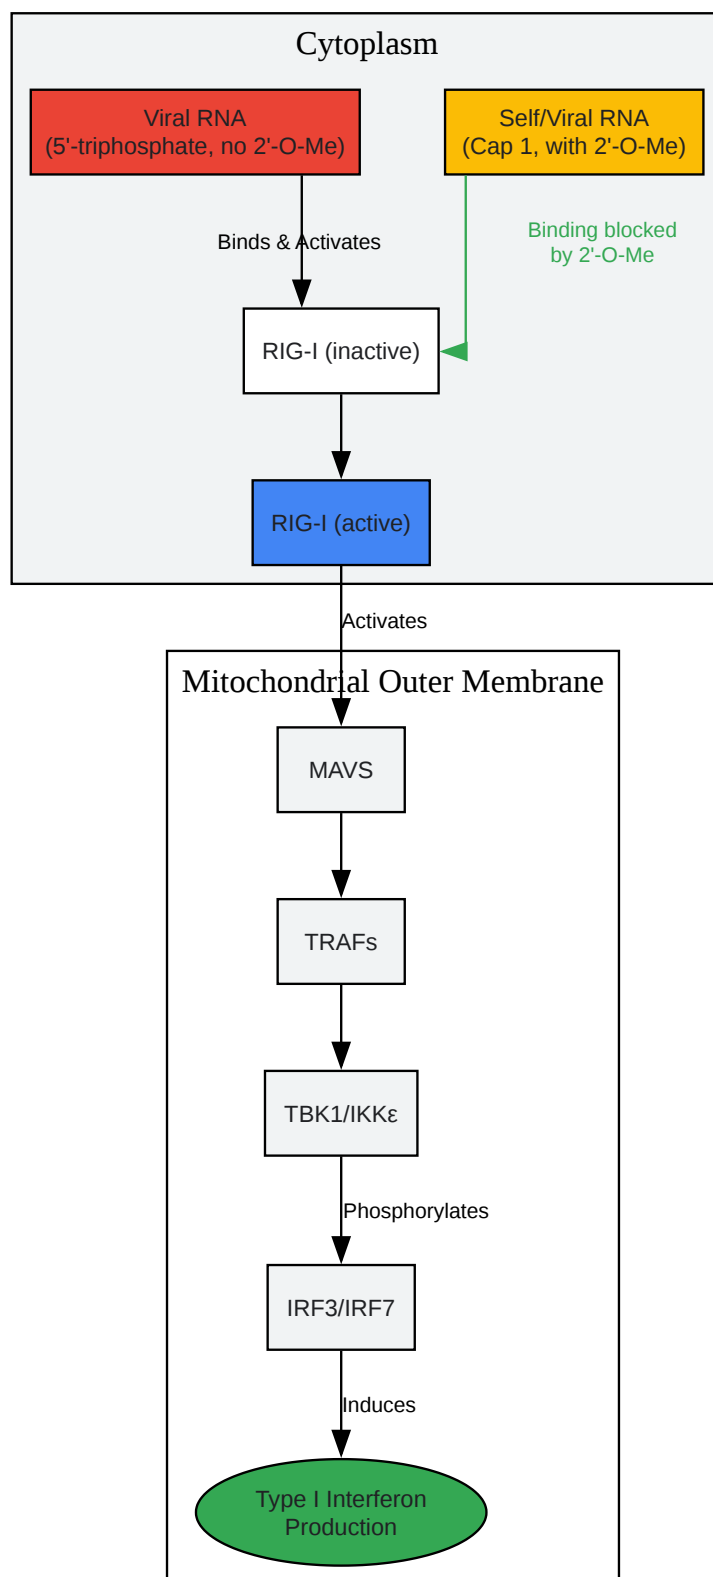 Cytoplasm
Viral RNA
(5'-triphosphate, no 2'-O-Me)
Self/Viral RNA
(Cap 1, with 2'-O-Me)
Binds & Activates
Binding blocked
by 2'-O-Me
RIG-I (inactive)
RIG-I (active)
Activates
Mitochondrial Outer Membrane
MAVS
TRAFs
TBK1/IKKε
Phosphorylates
IRF3/IRF7
Induces
Type I Interferon
Production